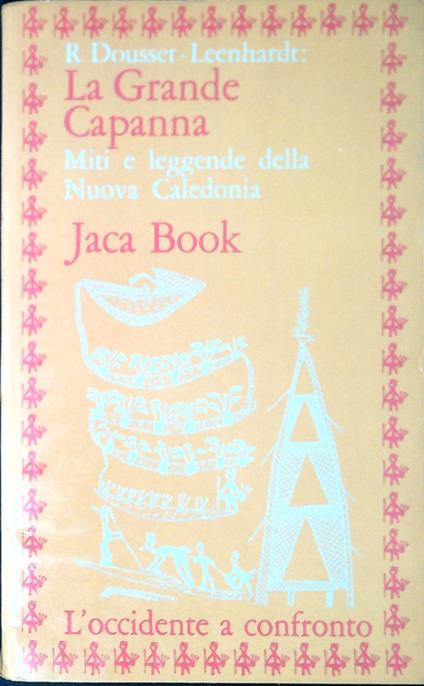 R Dousset-Leenhardt:
La Grande
Capanna
Miti e leggende della
Nuova Caledonia
Jaca Book
L'occidente a confronto